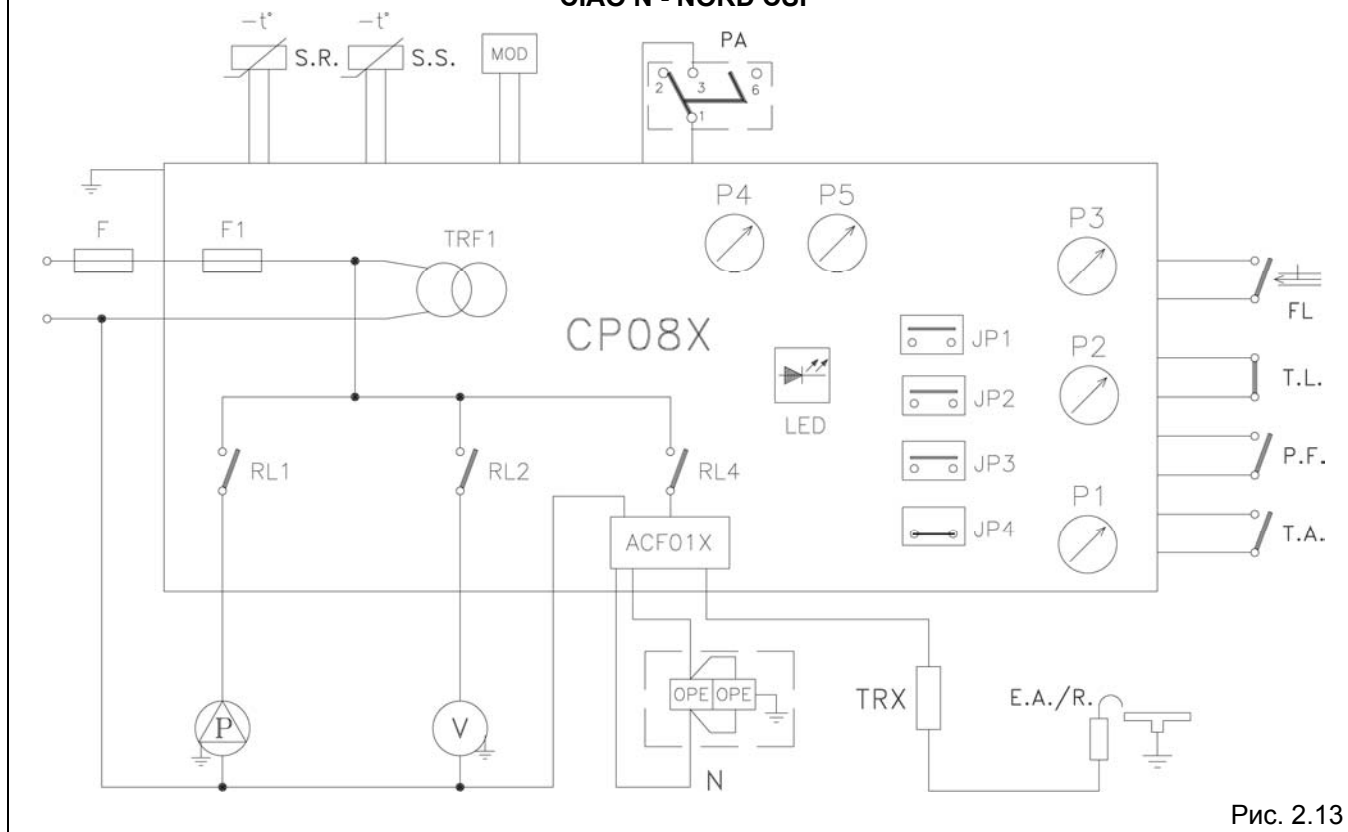 CIAO N - NORD CSI
-t° -t° PA
S.R. S.S. MOD
2 3 6
1
P4 P5 P3
F F1 TRF1
FL
CP08X JP1 P2
T.L.
LED JP2
RL1 RL2 RL4 JP3 P.F.
P1
ACF01X JP4 T.A.
OPE OPE TRX E.A./R.
P V
N
Рис. 2.13